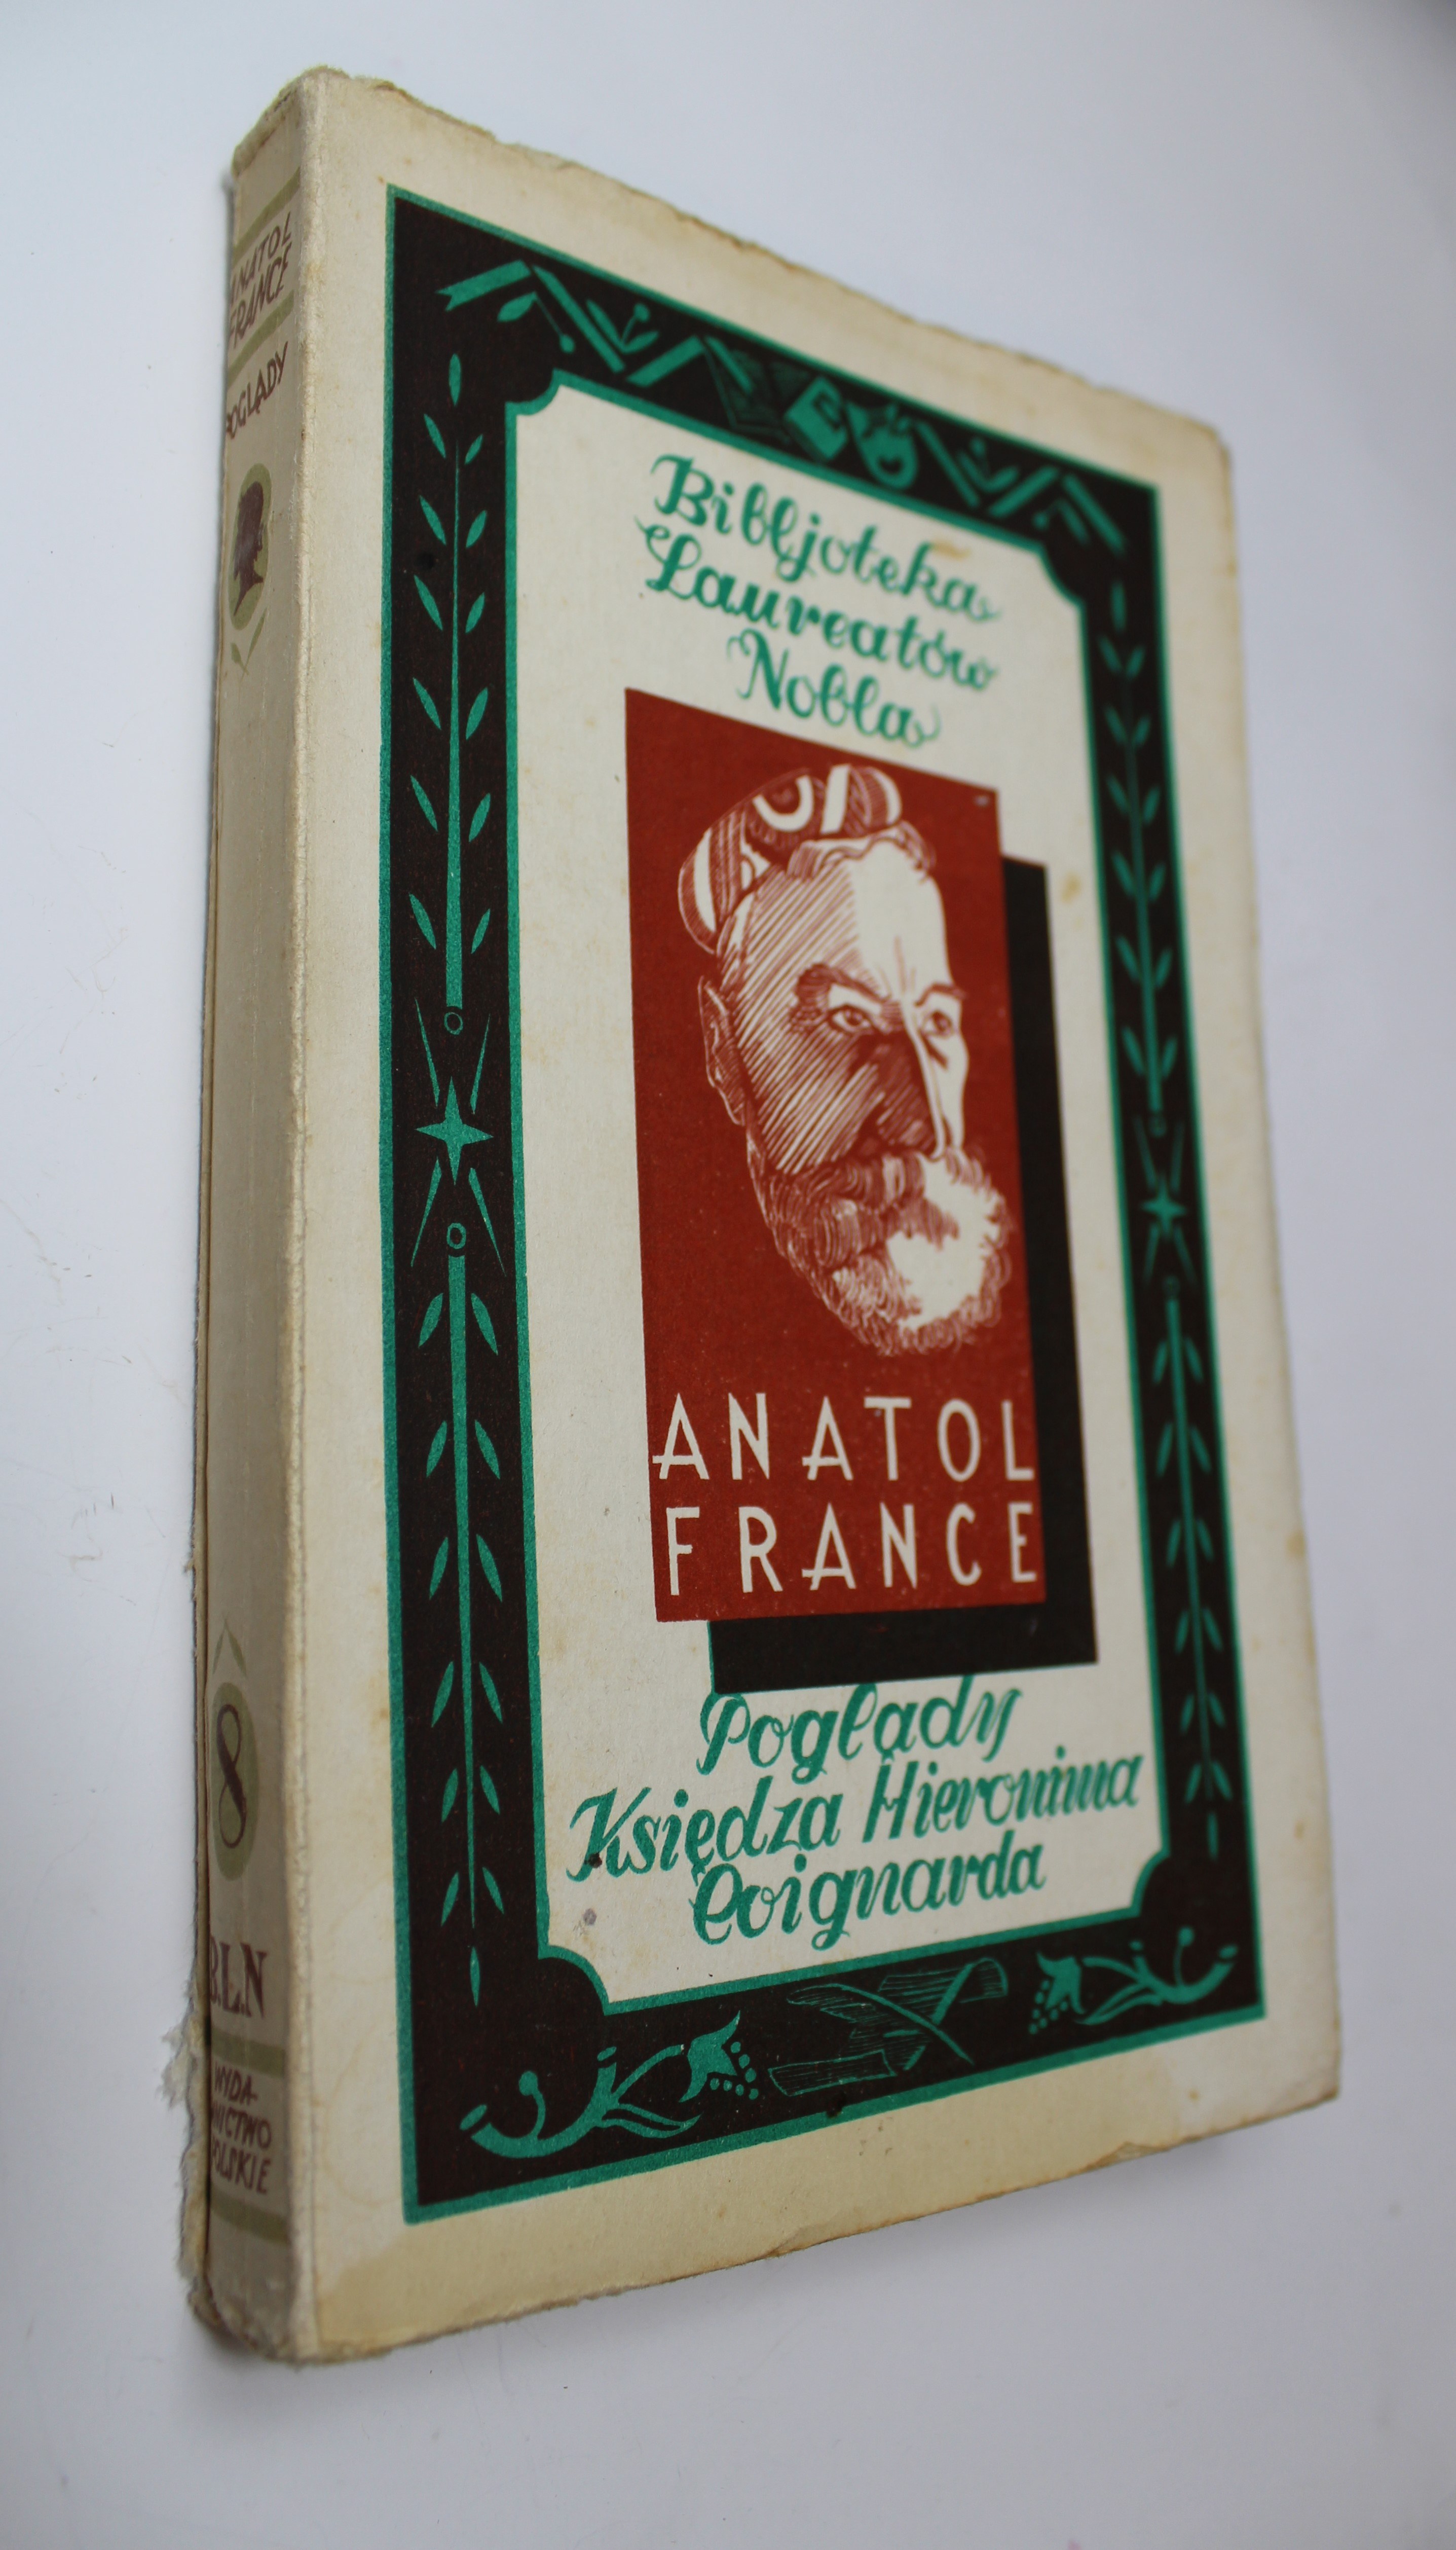 ANATOL
FRANCE
POGLĄDY
8
B.L.N
WYDA-
WNICTWO
POLSKIE
Bibljoteka
Laureatów
Nobla
ANATOL
FRANCE
Poglądy
Księdza Hieronima
Coignarda